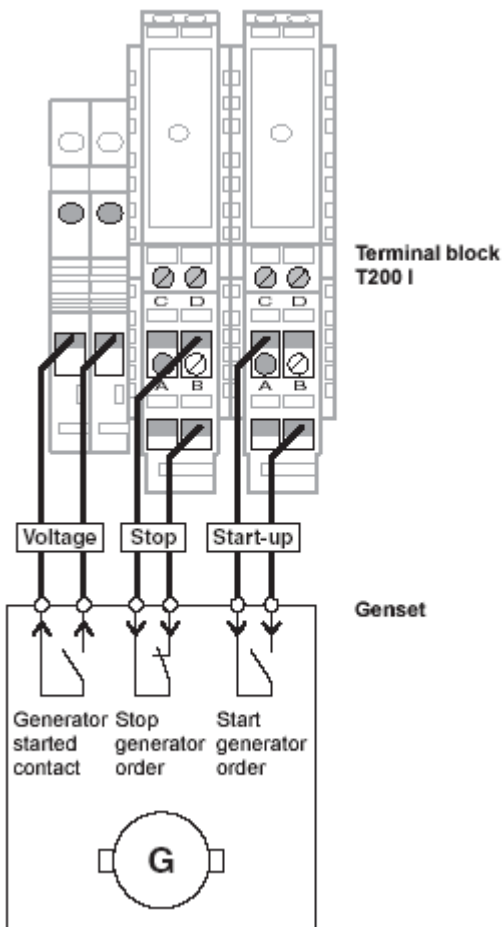 C D
C D
Terminal block
T200 I
A B
A B
Voltage
Stop
Start-up
Genset
Generator
started
contact
Stop
generator
order
Start
generator
order
G